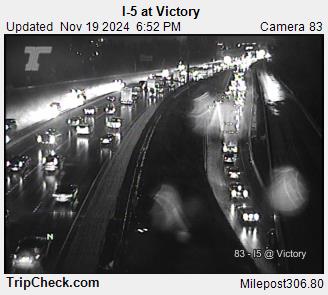 I-5 at Victory
Updated Nov 19 2024 6:52 PM Camera 83
T
N
83 - I5 @ Victory
TripCheck.com Milepost306.80